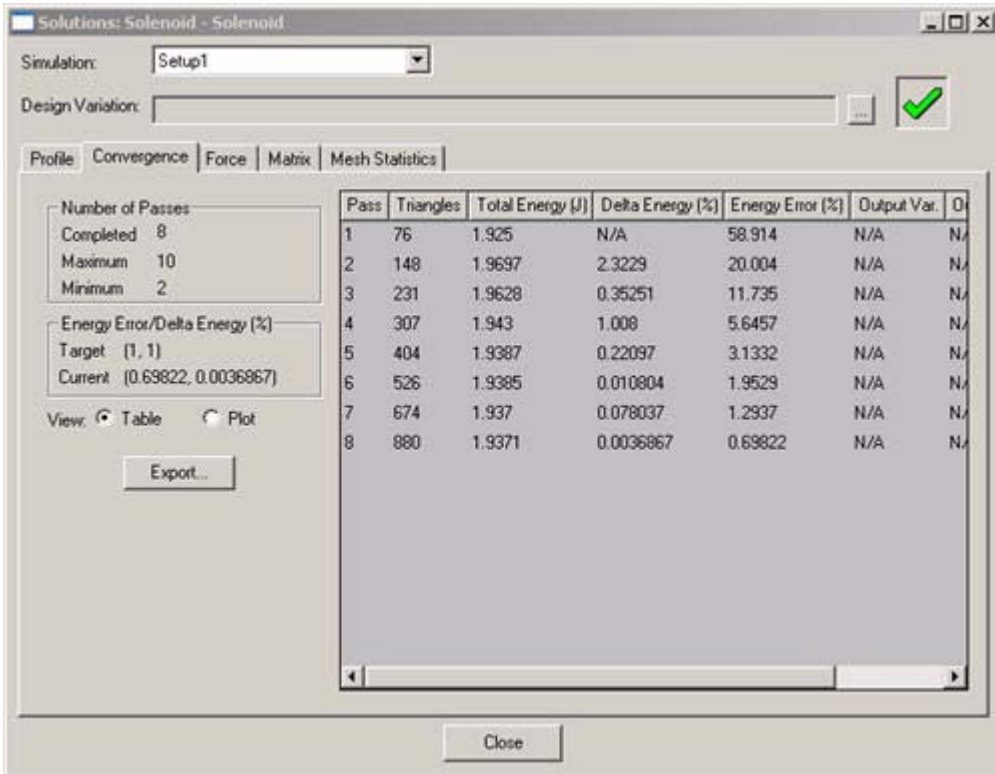 Solutions: Solenoid - Solenoid
Simulation: Setup1
Design Variation: ...
Profile Convergence Force Matrix Mesh Statistics
Number of Passes
Completed 8
Maximum 10
Minimum 2
Energy Error/Delta Energy (%)
Target (1, 1)
Current (0.69822, 0.0036867)
View: Table Plot
Export...
Pass Triangles Total Energy (J) Delta Energy (%) Energy Error (%) Output Var.
1 76 1.925 N/A 58.914 N/A
2 148 1.9697 2.3229 20.004 N/A
3 231 1.9628 0.35251 11.735 N/A
4 307 1.943 1.008 5.6457 N/A
5 404 1.9387 0.22097 3.1332 N/A
6 526 1.9385 0.010804 1.9529 N/A
7 674 1.937 0.078037 1.2937 N/A
8 880 1.9371 0.0036867 0.69822 N/A
Close